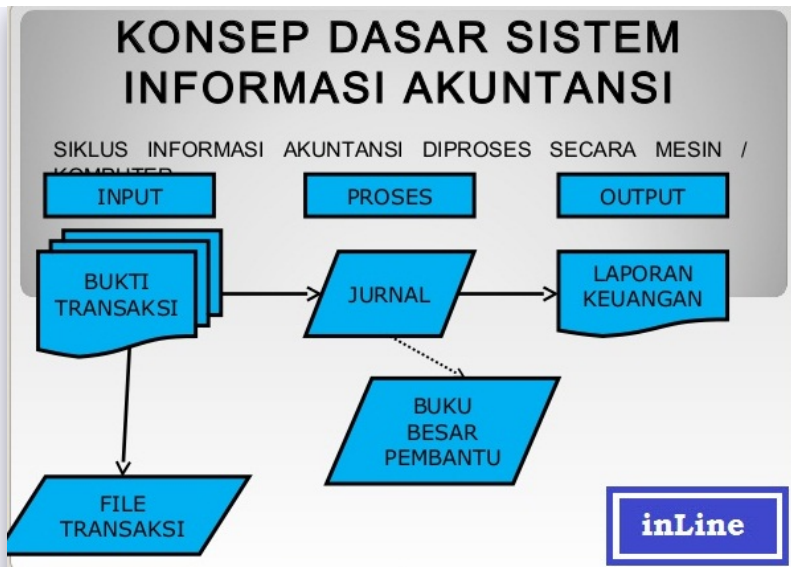 KONSEP DASAR SISTEM
INFORMASI AKUNTANSI
SIKLUS INFORMASI AKUNTANSI DIPROSES SECARA MESIN /
KOMPUTER
INPUT
PROSES
OUTPUT
BUKTI
TRANSAKSI
JURNAL
LAPORAN
KEUANGAN
BUKU
BESAR
PEMBANTU
FILE
TRANSAKSI
inLine